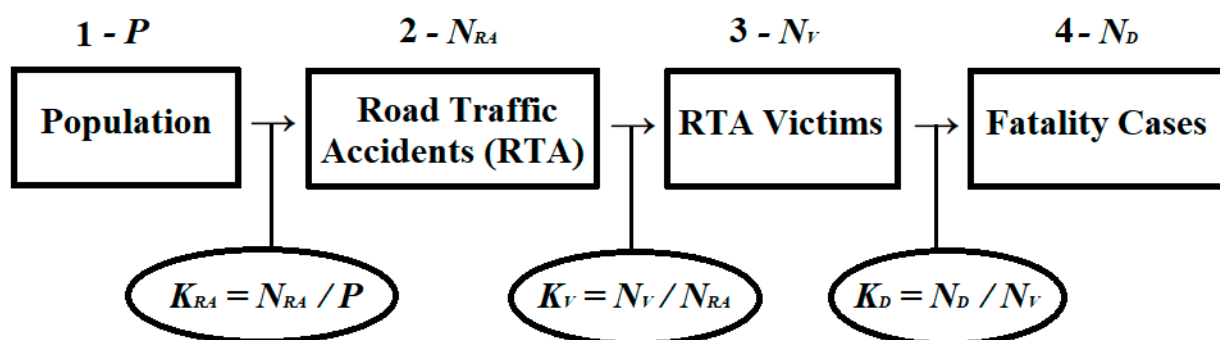 1 - P
2 - NRA
3 - NV
4 - ND
Population
Road Traffic
Accidents (RTA)
RTA Victims
Fatality Cases
KRA = NRA / P
KV = NV / NRA
KD = ND / NV